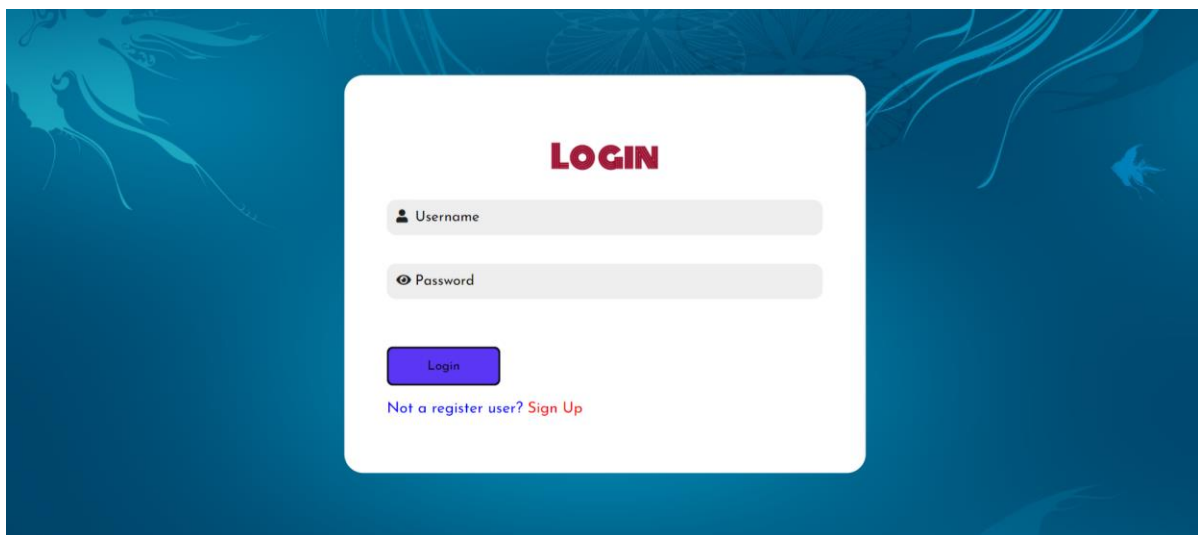 LOGIN
Username
Password
Login
Not a register user? Sign Up